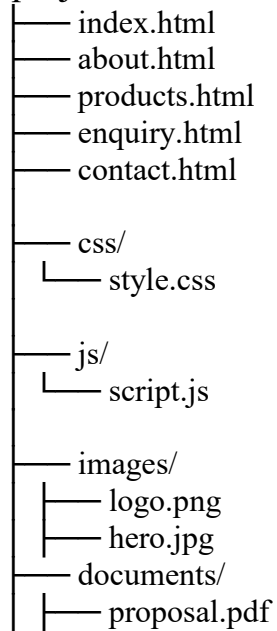 index.html
about.html
products.html
enquiry.html
contact.html
css/
style.css
js/
script.js
images/
logo.png
hero.jpg
documents/
proposal.pdf